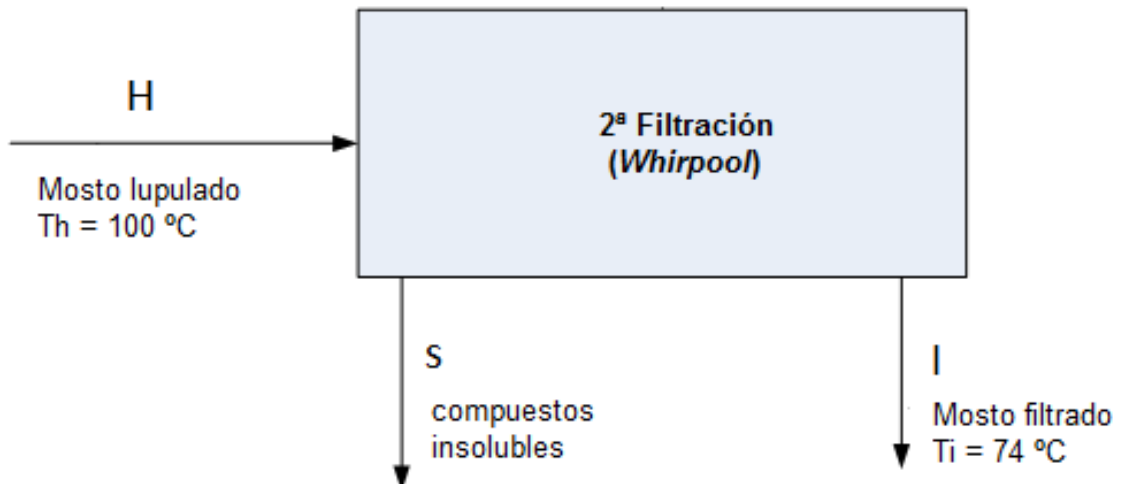 H
Mosto lupulado
Th = 100 ºC
2ª Filtración
(Whirpool)
S
compuestos
insolubles
I
Mosto filtrado
Ti = 74 ºC